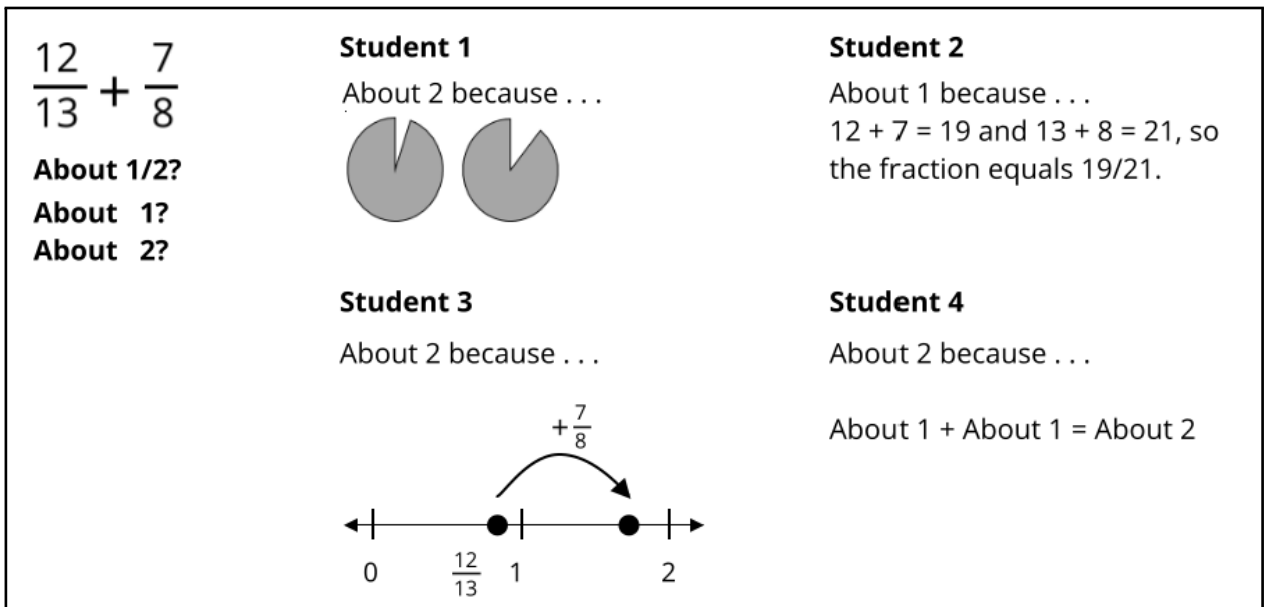 12/13 + 7/8
About 1/2?
About 1?
About 2?
Student 1
About 2 because . . .
Student 2
About 1 because . . .
12 + 7 = 19 and 13 + 8 = 21, so
the fraction equals 19/21.
Student 3
About 2 because . . .
+ 7/8
0 12/13 1 2
Student 4
About 2 because . . .
About 1 + About 1 = About 2